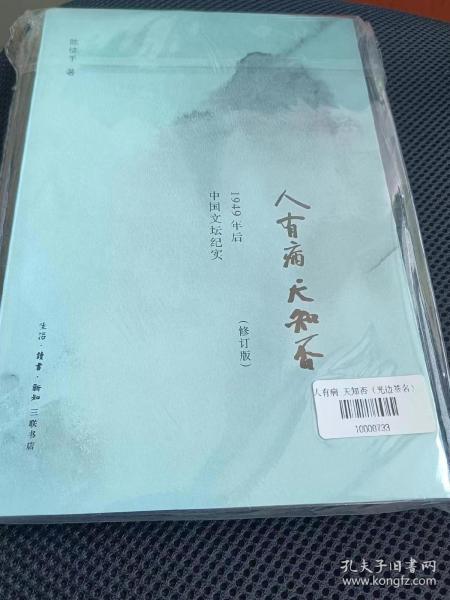 陈徒手 著
人有病 天知否
1949年后
中国文坛纪实
(修订版)
生活·讀書·新知 三联书店
人有病 天知否（光边签名）
10008733
孔夫子旧书网
www.kongfz.com